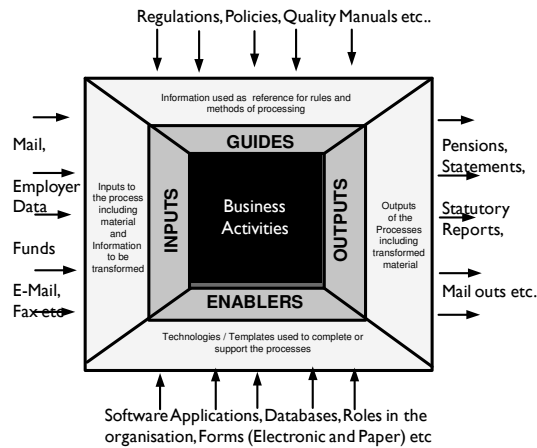 Regulations, Policies, Quality Manuals etc..
Information used as reference for rules and
methods of processing
GUIDES
Mail,
Employer
Data
Funds
E-Mail,
Fax etc
Inputs to
the process
including
material
and
Information
to be
transformed
INPUTS
Business
Activities
OUTPUTS
Outputs
of the
Processes
including
transformed
material
Pensions,
Statements,
Statutory
Reports,
Mail outs etc.
ENABLERS
Technologies / Templates used to complete or
support the processes
Software Applications, Databases, Roles in the
organisation, Forms (Electronic and Paper) etc